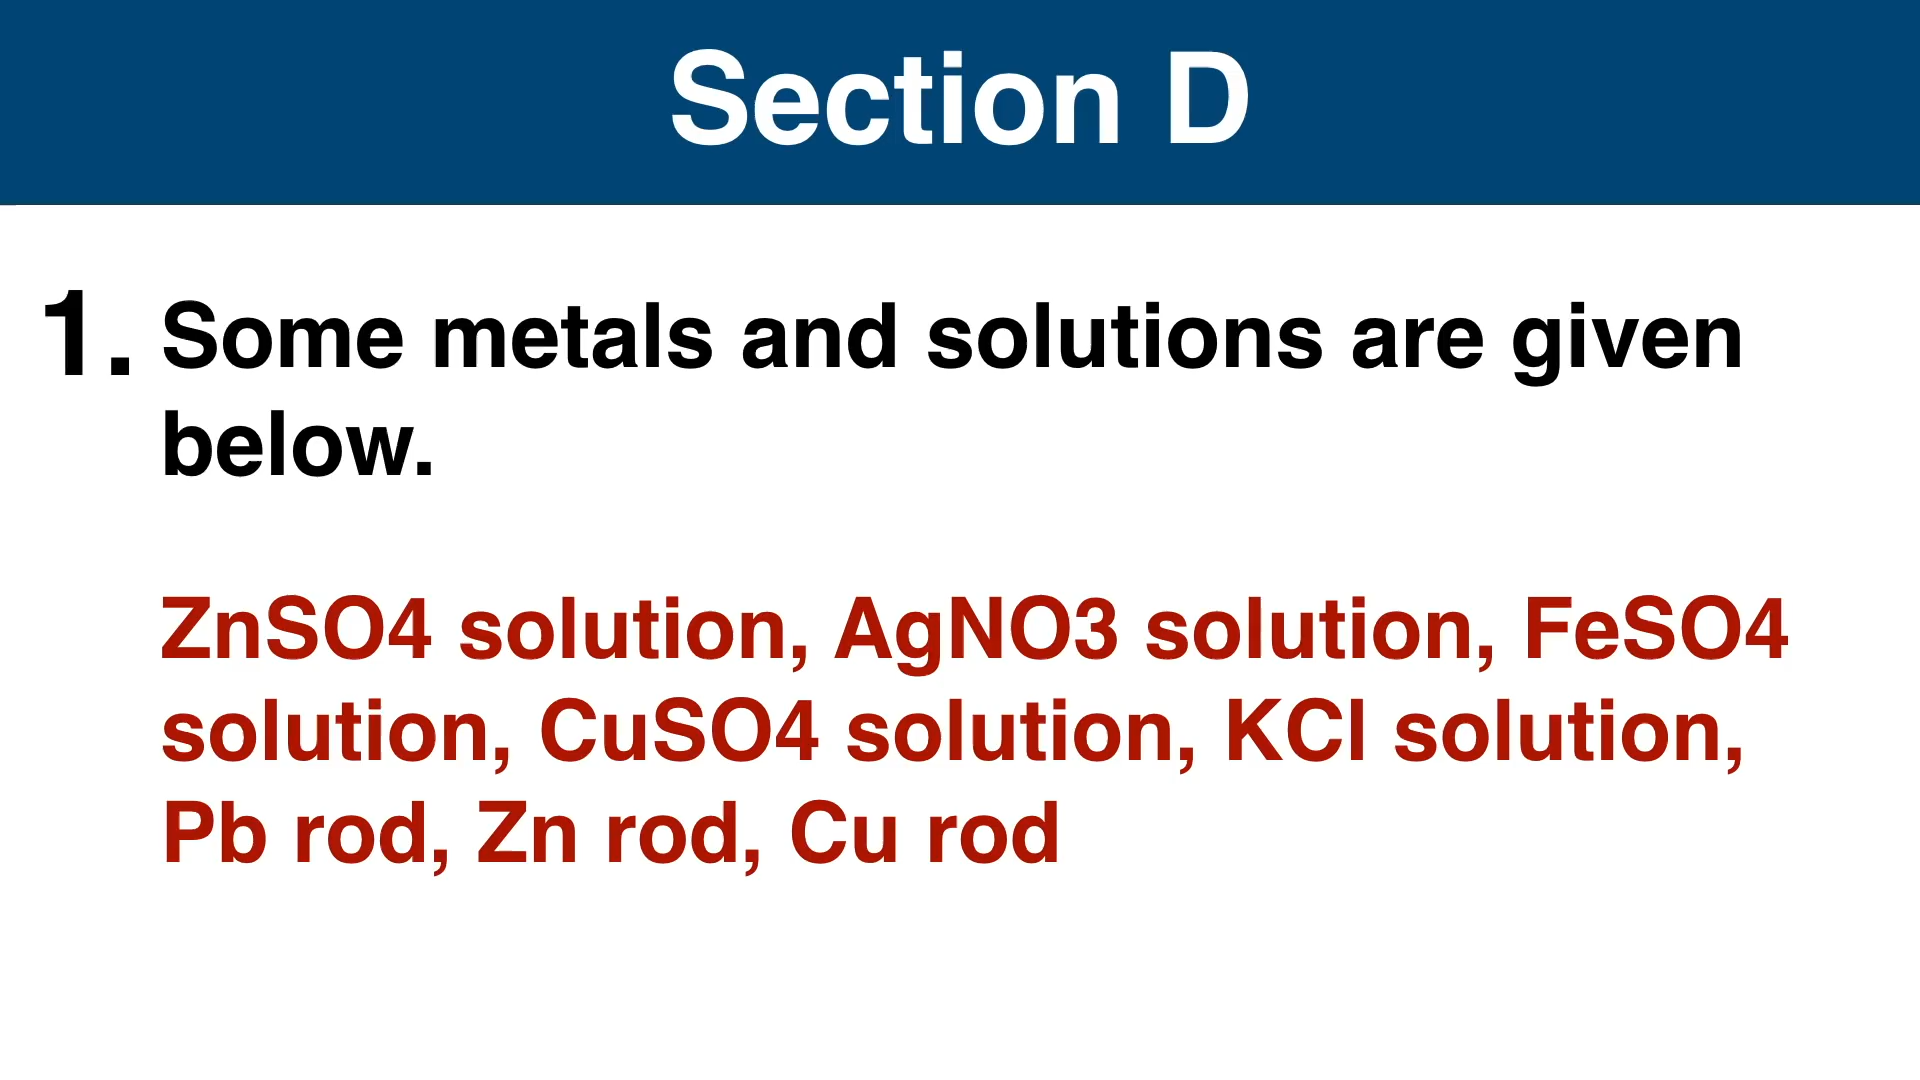 Section D
1. Some metals and solutions are given
below.
ZnSO4 solution, AgNO3 solution, FeSO4
solution, CuSO4 solution, KCl solution,
Pb rod, Zn rod, Cu rod